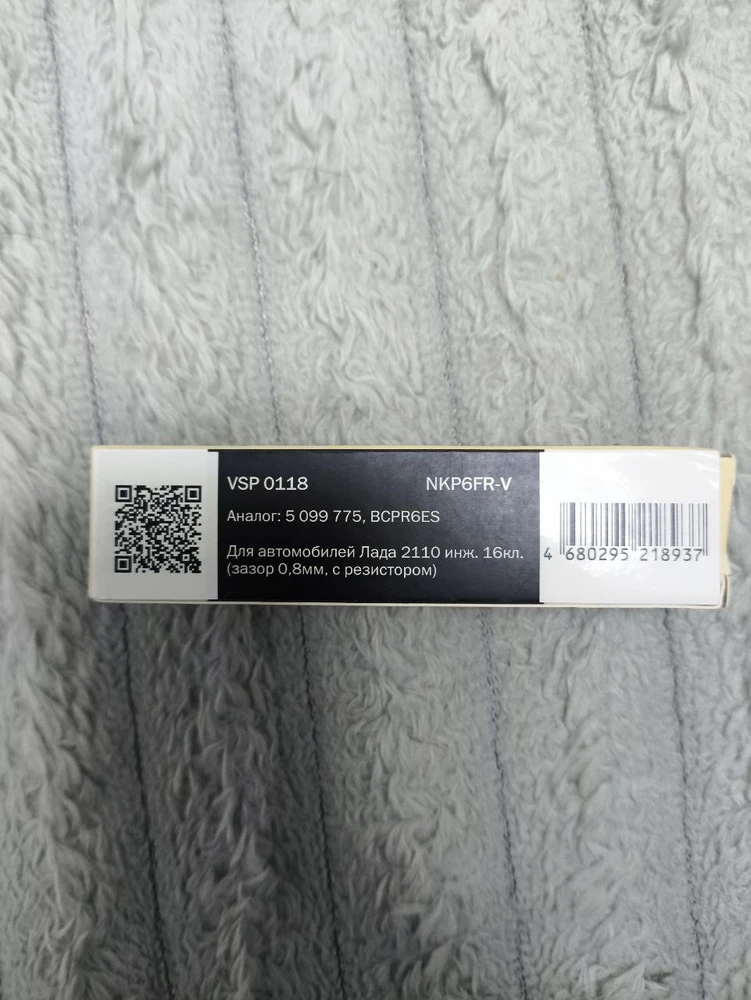 VSP 0118 NKP6FR-V
Аналог: 5 099 775, BCPR6ES
Для автомобилей Лада 2110 инж. 16кл.
(зазор 0,8мм, с резистором)
4 680295 218937